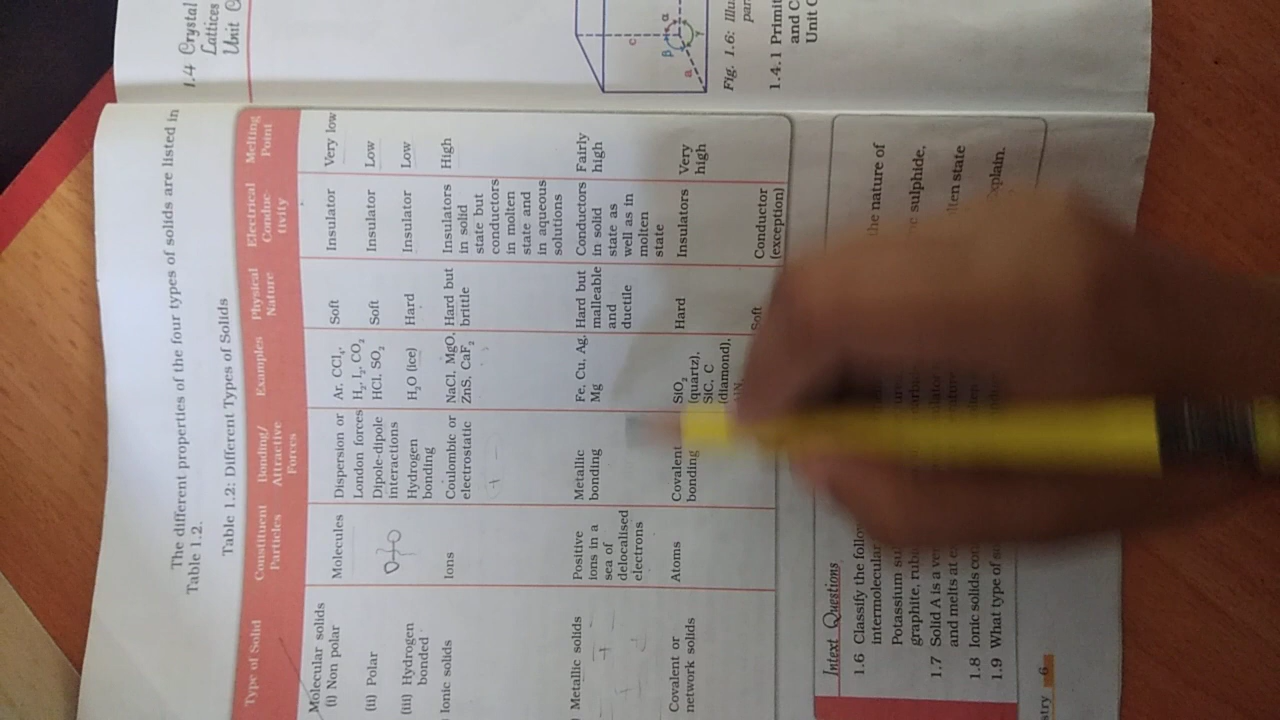 The different properties of the four types of solids are listed in
Table 1.2.
Table 1.2: Different Types of Solids
Type of Solid Constituent Particles Bonding/ Attractive Forces Examples Physical Nature Electrical Conduc- tivity Melting Point
Molecular solids
(i) Non polar Molecules Dispersion or London forces Ar, CCl4, H2, I2, CO2 Soft Insulator Very low
(ii) Polar Dipole-dipole interactions HCl, SO2 Soft Insulator Low
(iii) Hydrogen bonded Hydrogen bonding H2O (ice) Hard Insulator Low
Ionic solids Ions Coulombic or electrostatic NaCl, MgO, ZnS, CaF2 Hard but brittle Insulators in solid state but conductors in molten state and in aqueous solutions High
Metallic solids Positive ions in a sea of delocalised electrons Metallic bonding Fe, Cu, Ag, Mg Hard but malleable and ductile Conductors in solid state as well as in molten state Fairly high
Covalent or network solids Atoms Covalent bonding SiO2 (quartz), SiC, C (diamond), Hard Insulators Very high
Soft Conductor (exception)
Intext Questions
1.6 Classify the the nature of
intermolecular
Potassium sulphide,
graphite,
1.7 Solid A is a
and melts at state
1.8 Ionic solids
1.9 What type of
6
1.4 Crystal
Lattices
Unit
c
β
α
γ
a
Fig. 1.6:
1.4.1
and
Unit